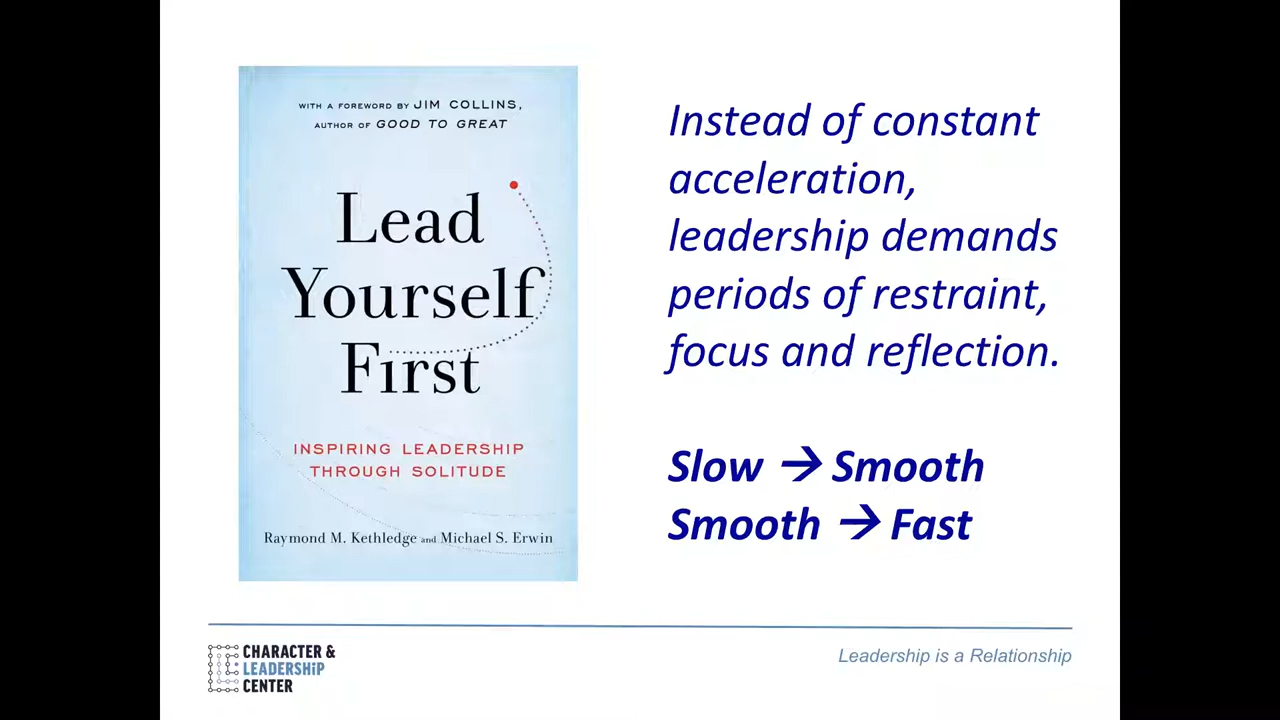 WITH A FOREWORD BY JIM COLLINS,
AUTHOR OF GOOD TO GREAT
Lead
Yourself
First
INSPIRING LEADERSHIP
THROUGH SOLITUDE
Raymond M. Kethledge and Michael S. Erwin
Instead of constant
acceleration,
leadership demands
periods of restraint,
focus and reflection.
Slow → Smooth
Smooth → Fast
CHARACTER &
LEADERSHiP
CENTER
Leadership is a Relationship